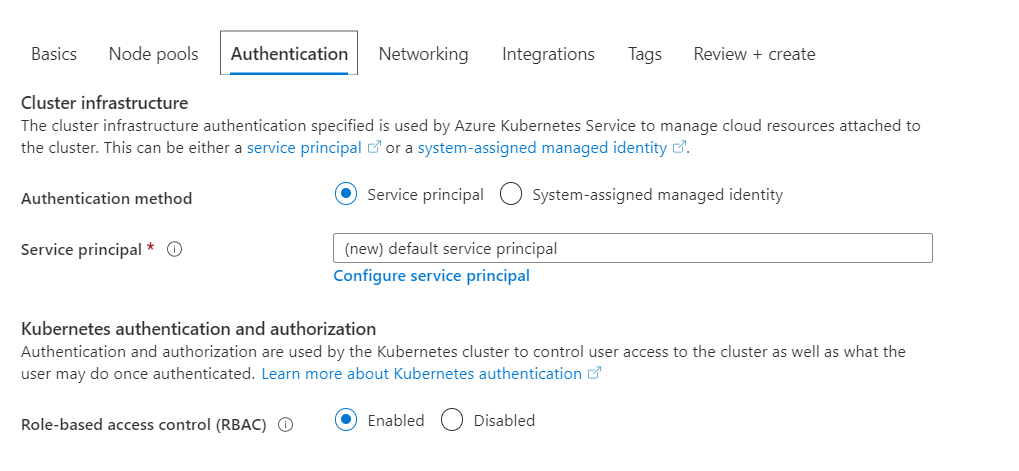 Basics Node pools Authentication Networking Integrations Tags Review + create
Cluster infrastructure
The cluster infrastructure authentication specified is used by Azure Kubernetes Service to manage cloud resources attached to
the cluster. This can be either a service principal or a system-assigned managed identity.
Authentication method Service principal System-assigned managed identity
Service principal * (new) default service principal
Configure service principal
Kubernetes authentication and authorization
Authentication and authorization are used by the Kubernetes cluster to control user access to the cluster as well as what the
user may do once authenticated. Learn more about Kubernetes authentication
Role-based access control (RBAC) Enabled Disabled